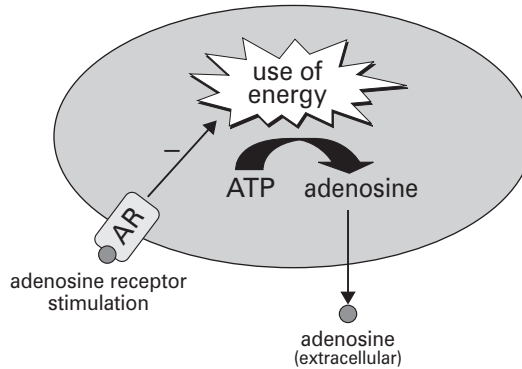 use of
energy
–
ATP
adenosine
AR
adenosine receptor
stimulation
adenosine
(extracellular)